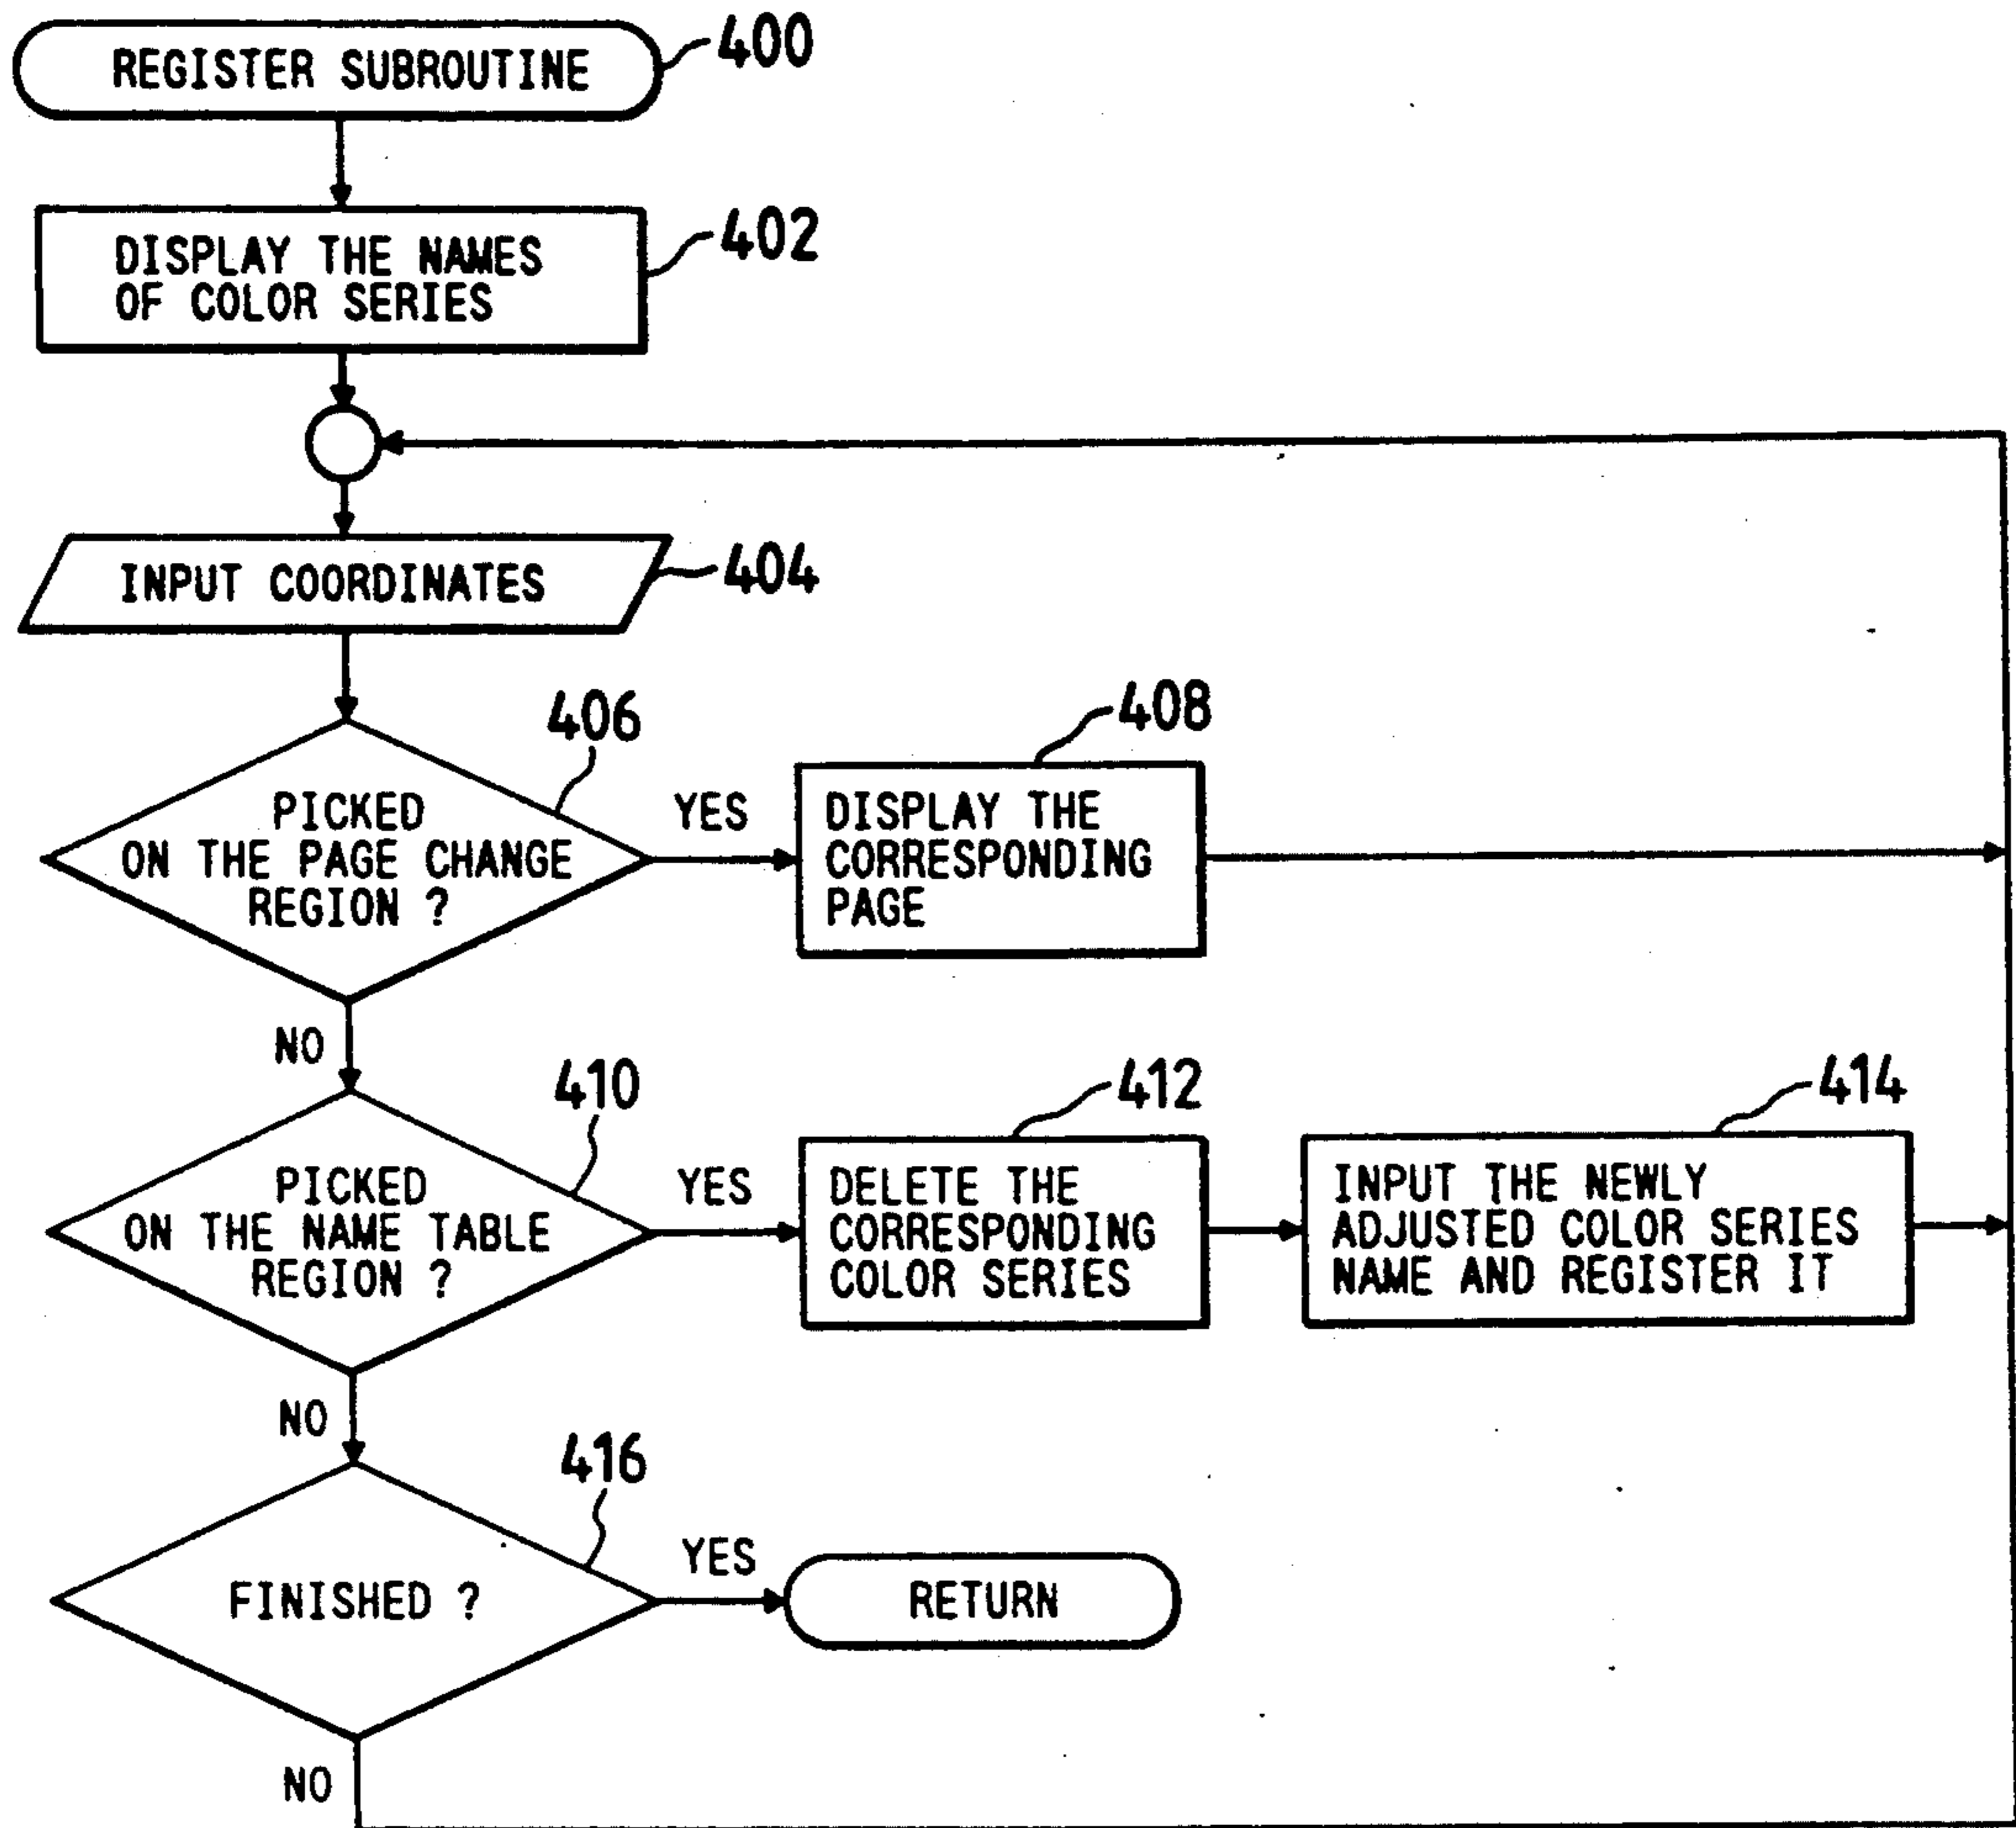 REGISTER SUBROUTINE
400
DISPLAY THE NAMES
OF COLOR SERIES
402
INPUT COORDINATES
404
406
PICKED
ON THE PAGE CHANGE
REGION ?
YES
408
DISPLAY THE
CORRESPONDING
PAGE
NO
410
PICKED
ON THE NAME TABLE
REGION ?
YES
412
DELETE THE
CORRESPONDING
COLOR SERIES
414
INPUT THE NEWLY
ADJUSTED COLOR SERIES
NAME AND REGISTER IT
NO
416
FINISHED ?
YES
RETURN
NO